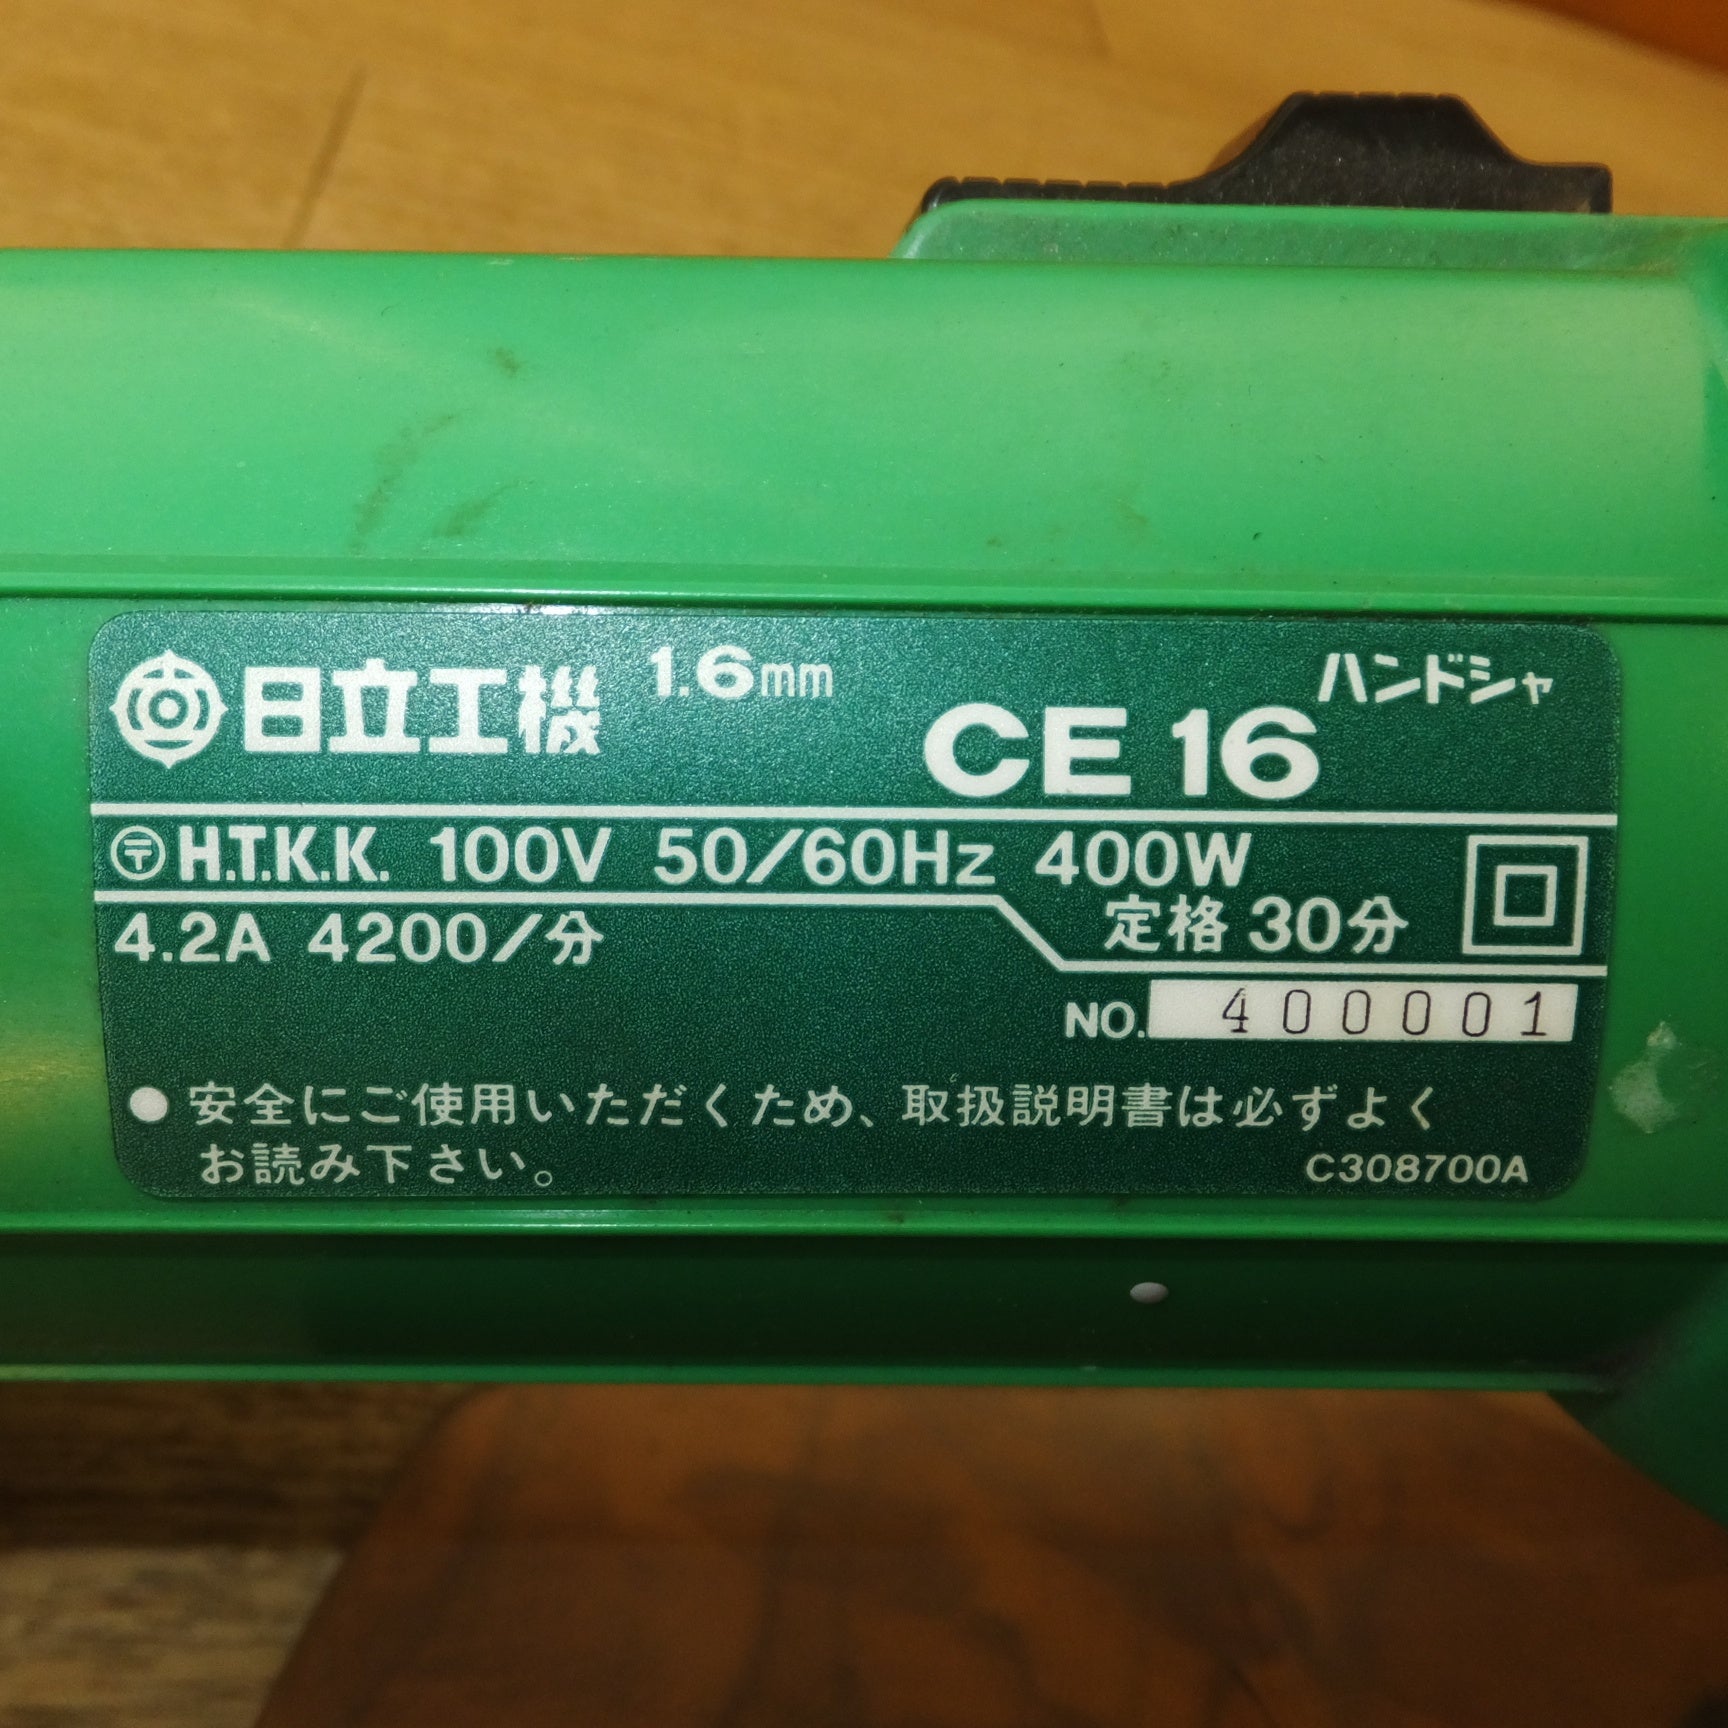 日立工機 1.6mm CE 16 ハンドシャ
〒 H.T.K.K. 100V 50/60Hz 400W
4.2A 4200/分 定格 30分
NO. 400001
● 安全にご使用いただくため、取扱説明書は必ずよく
お読み下さい。
C308700A